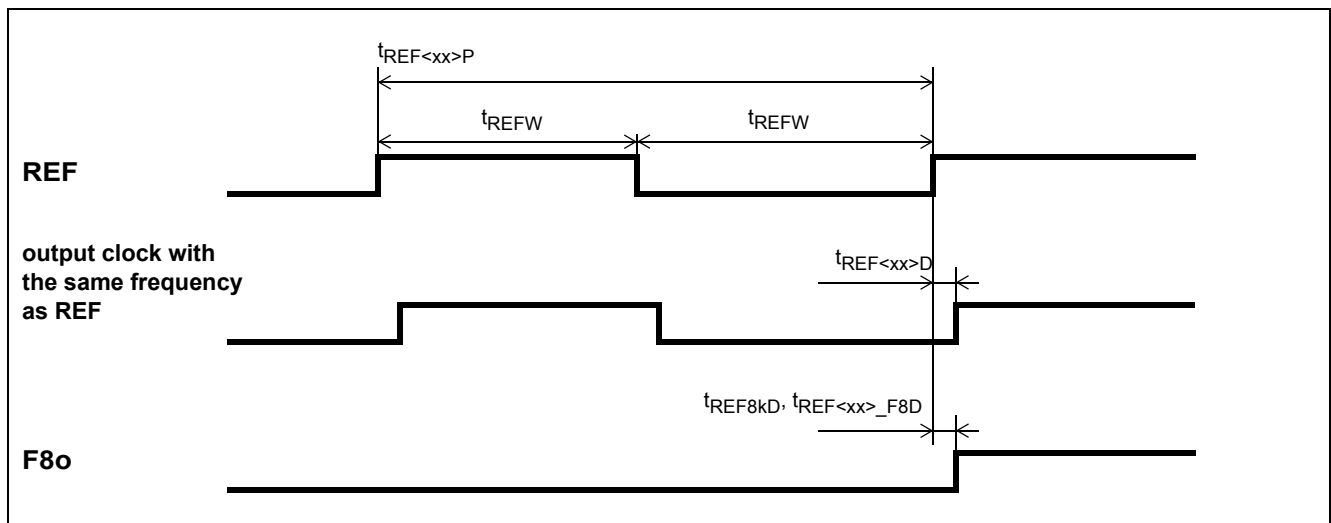 tREF<xx>P
tREFW tREFW
REF
output clock with
the same frequency
as REF
tREF<xx>D
tREF8kD, tREF<xx>_F8D
F8o